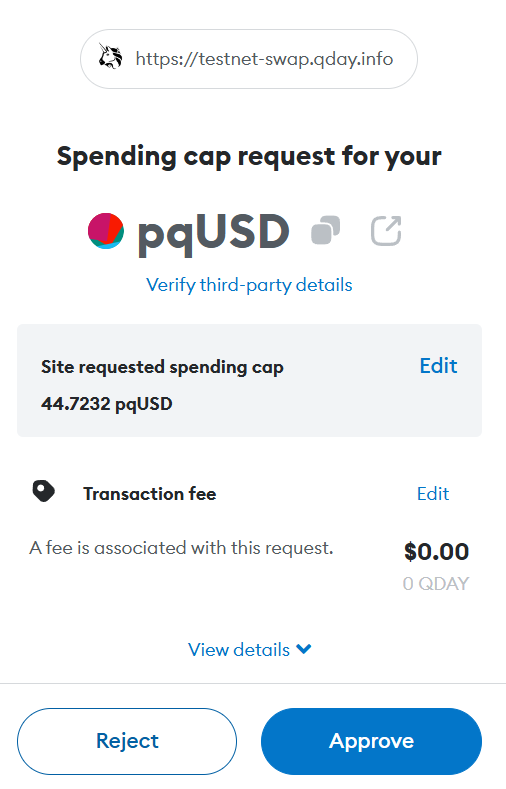 https://testnet-swap.qday.info
Spending cap request for your
pqUSD
Verify third-party details
Site requested spending cap
Edit
44.7232 pqUSD
Transaction fee
Edit
A fee is associated with this request.
$0.00
0 QDAY
View details
Reject
Approve